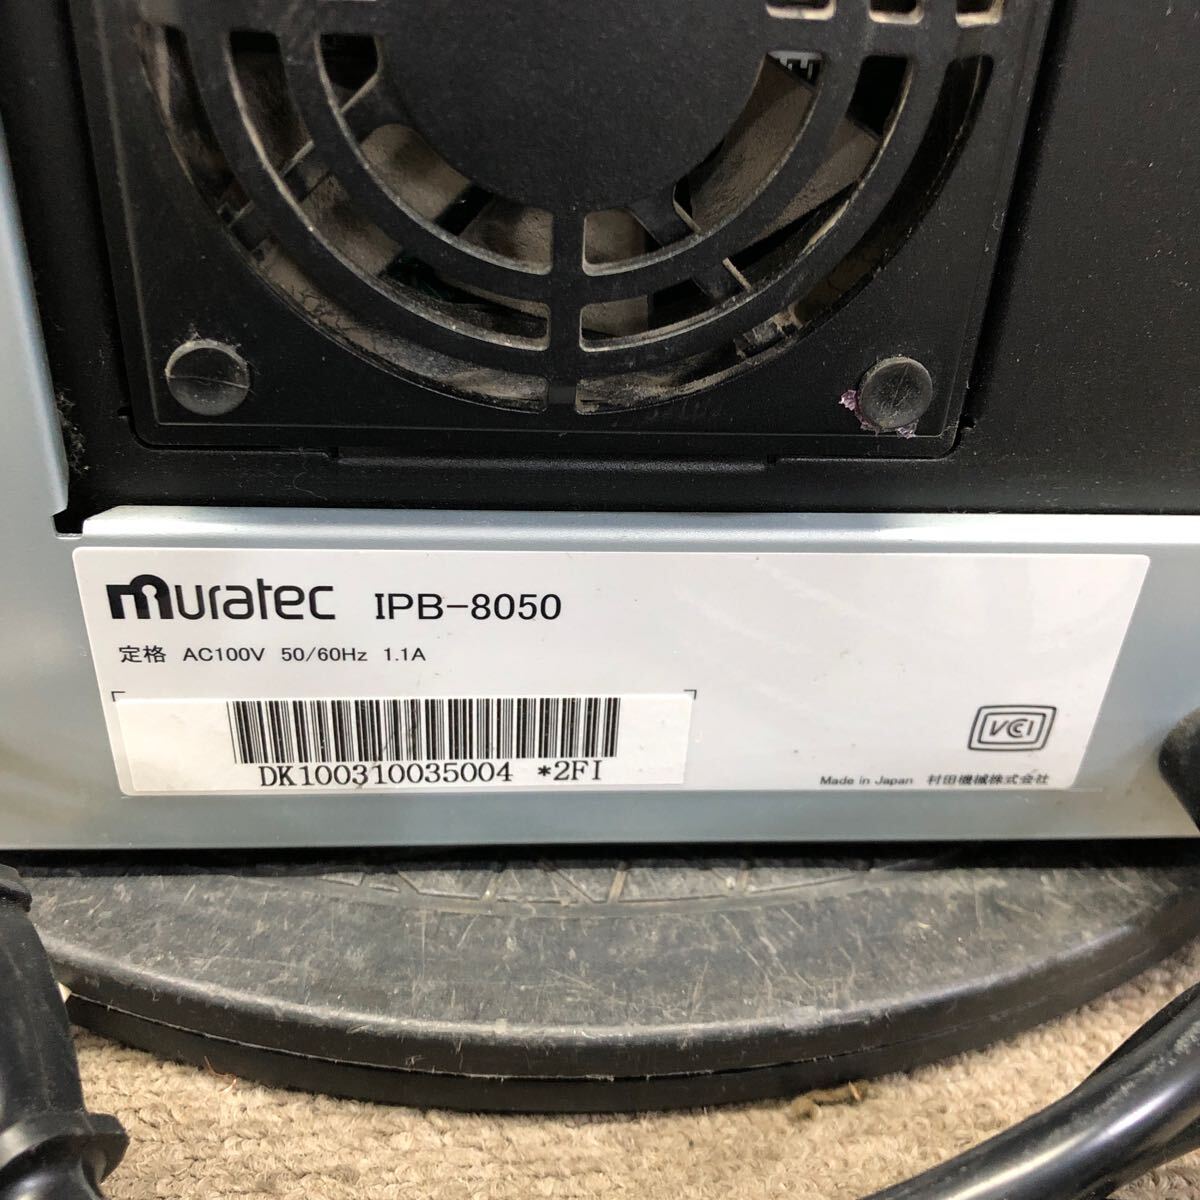 muratec IPB-8050
定格 AC100V 50/60Hz 1.1A
DK100310035004 *2FI
VCCI
Made in Japan 村田機械株式会社